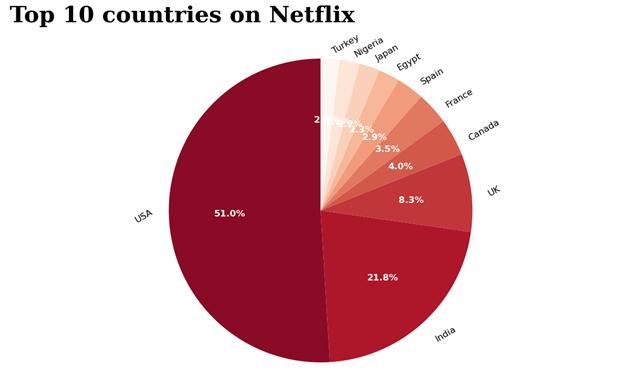 Top 10 countries on Netflix
Turkey
Nigeria
Japan
Egypt
Spain
France
Canada
UK
India
USA
2.3%
2.9%
3.5%
4.0%
8.3%
21.8%
51.0%